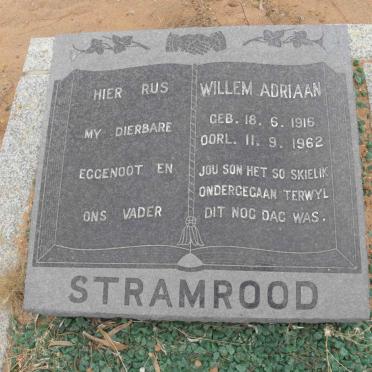 HIER RUS
MY DIERBARE
EGGENOOT EN
ONS VADER
WILLEM ADRIAAN
GEB. 18. 6. 1916
OORL. 11. 9. 1962
JOU SON HET SO SKIELIK
ONDERGEGAAN TERWYL
DIT NOG DAG WAS.
STRAMROOD